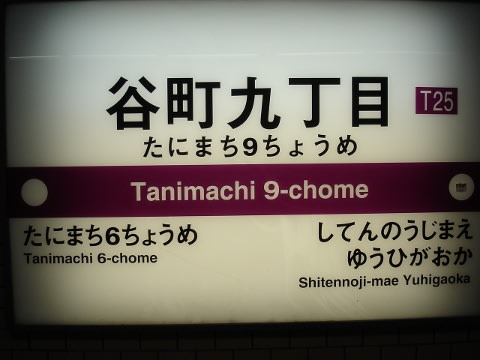 谷町九丁目
T25
たにまち9ちょうめ
Tanimachi 9-chome
たにまち6ちょうめ
Tanimachi 6-chome
してんのうじまえ
ゆうひがおか
Shitennoji-mae Yuhigaoka